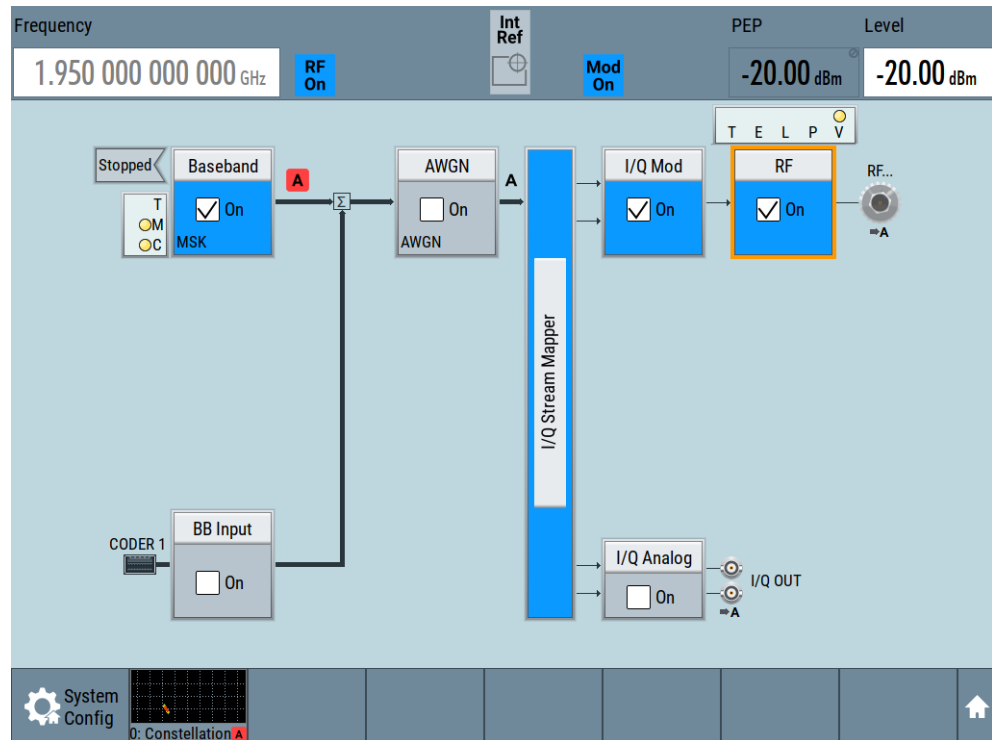 Frequency
Int
Ref
PEP
Level
1.950 000 000 000 GHz
RF
On
Mod
On
-20.00 dBm
-20.00 dBm
T E L P V
Stopped
Baseband
A
AWGN
A
I/Q Mod
RF
RF...
T
M
C
On
MSK
Σ
On
AWGN
On
On
A
I/Q Stream Mapper
BB Input
CODER 1
On
I/Q Analog
On
I/Q OUT
A
System
Config
0: Constellation A